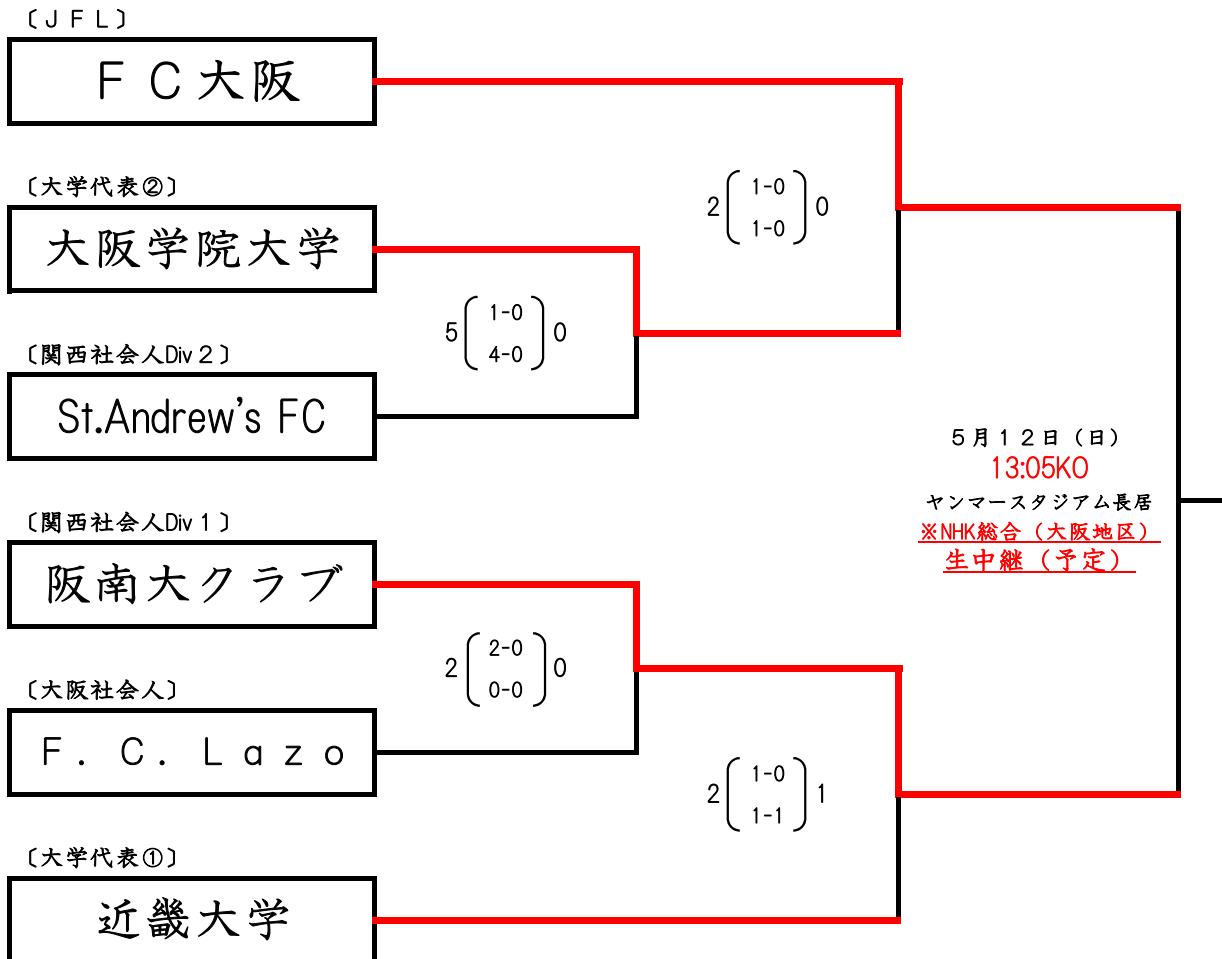 〔ＪＦＬ〕
ＦＣ大阪
〔大学代表②〕
大阪学院大学
〔関西社会人Div２〕
St.Andrew's FC
〔関西社会人Div１〕
阪南大クラブ
〔大阪社会人〕
Ｆ．Ｃ．Ｌａｚｏ
〔大学代表①〕
近畿大学
5 1-0 0
4-0
2 2-0 0
0-0
2 1-0 0
1-0
2 1-0 1
1-1
５月１２日（日）
13:05KO
ヤンマースタジアム長居
※NHK総合（大阪地区）
生中継（予定）